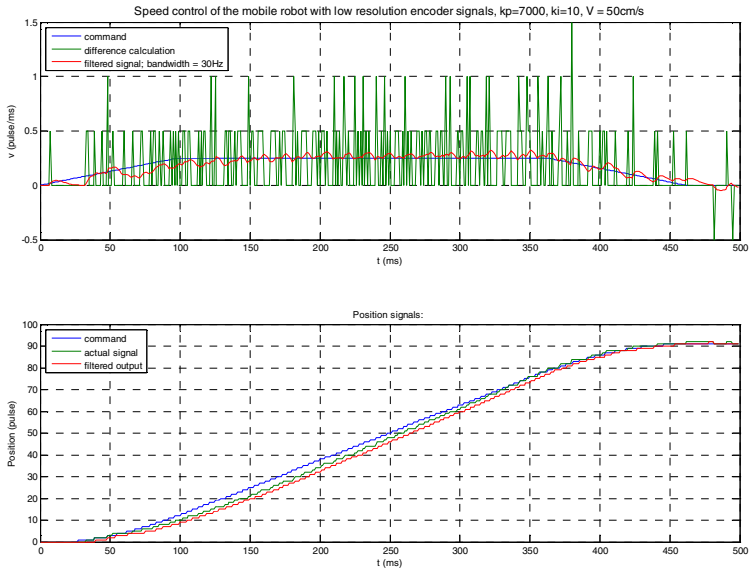 Speed control of the mobile robot with low resolution encoder signals, kp=7000, ki=10, V = 50cm/s
command
difference calculation
filtered signal; bandwidth = 30Hz
1.5
1
0.5
0
-0.5
v (pulse/ms)
0 50 100 150 200 250 300 350 400 450 500
t (ms)
Position signals:
command
actual signal
filtered output
100
90
80
70
60
50
40
30
20
10
0
Position (pulse)
0 50 100 150 200 250 300 350 400 450 500
t (ms)